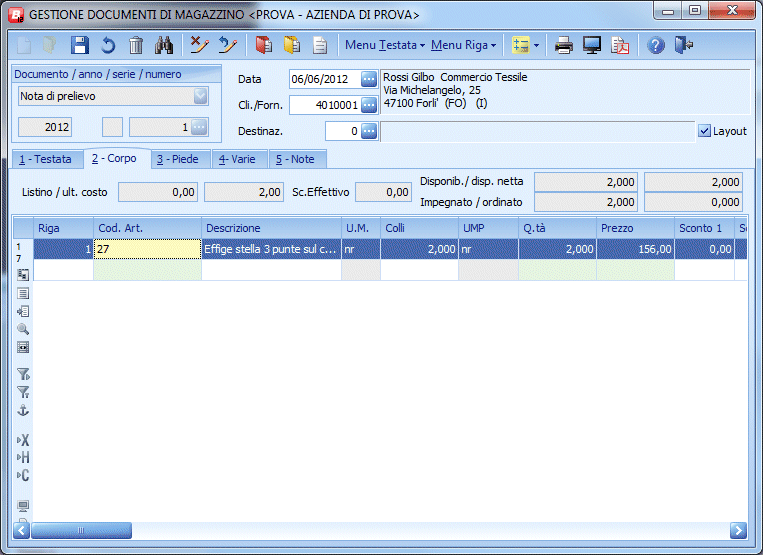 GESTIONE DOCUMENTI DI MAGAZZINO <PROVA - AZIENDA DI PROVA>
Menu Testata
Menu Riga
Documento / anno / serie / numero
Nota di prelievo
2012
1
Data
06/06/2012
Cli./Forn.
4010001
Destinaz.
0
Rossi Gilbo Commercio Tessile
Via Michelangelo, 25
47100 Forli' (FO) (I)
Layout
1 - Testata
2 - Corpo
3 - Piede
4- Varie
5 - Note
Listino / ult. costo
0,00
2,00
Sc.Effettivo
0,00
Disponib./ disp. netta
2,000
2,000
Impegnato / ordinato
2,000
0,000
Riga Cod. Art. Descrizione U.M. Colli UMP Q.tà Prezzo Sconto 1
1 27 Effige stella 3 punte sul c... nr 2,000 nr 2,000 156,00 0,00
1
7
X
H
C